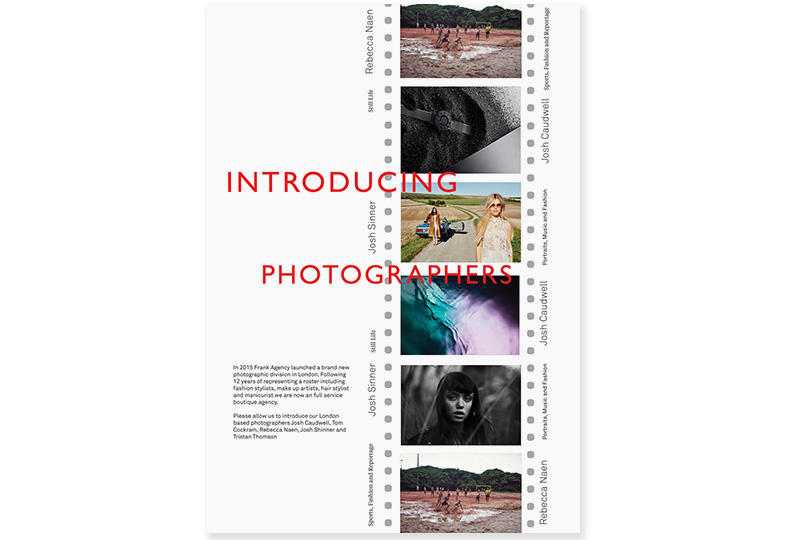 Rebecca Naen
Sports, Fashion and Reportage
Still Life
Josh Caudwell
INTRODUCING
Josh Sinner
Portraits, Music and Fashion
PHOTOGRAPHERS
Still Life
Josh Caudwell
In 2015 Frank Agency launched a brand new
photographic division in London. Following
12 years of representing a roster including
fashion stylists, make up artists, hair stylist
and manicurist we are now an full service
boutique agency.
Please allow us to introduce our London
based photographers Josh Caudwell, Tom
Cockram, Rebecca Naen, Josh Shinner and
Tristan Thomson
Josh Sinner
Portraits, Music and Fashion
Sports, Fashion and Reportage
Rebecca Naen